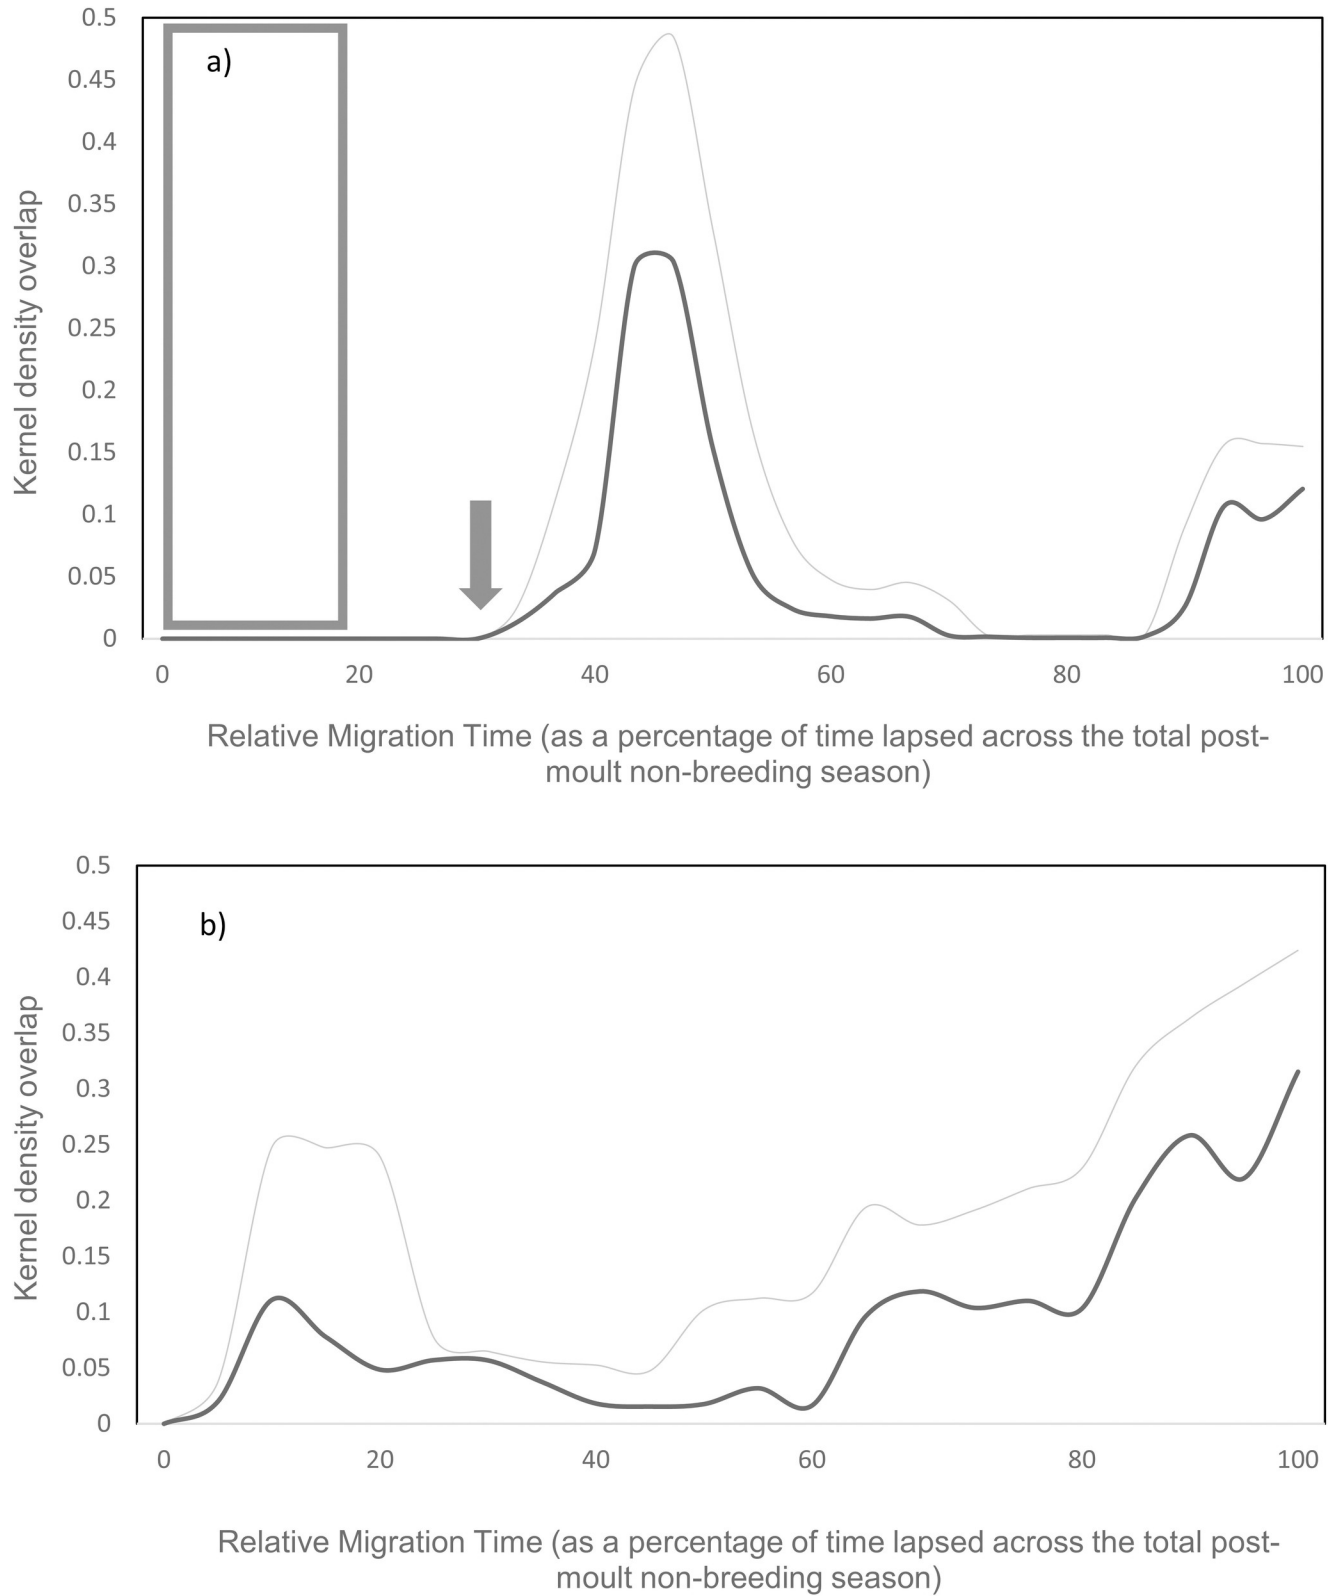 a)
0.5
0.45
0.4
0.35
0.3
0.25
0.2
0.15
0.1
0.05
0
Kernel density overlap
0 20 40 60 80 100
Relative Migration Time (as a percentage of time lapsed across the total post-
moult non-breeding season)
b)
0.5
0.45
0.4
0.35
0.3
0.25
0.2
0.15
0.1
0.05
0
Kernel density overlap
0 20 40 60 80 100
Relative Migration Time (as a percentage of time lapsed across the total post-
moult non-breeding season)